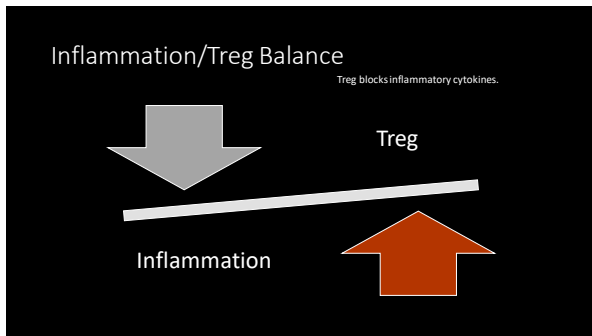 Inflammation/Treg Balance
Treg blocks inflammatory cytokines.
Treg
Inflammation